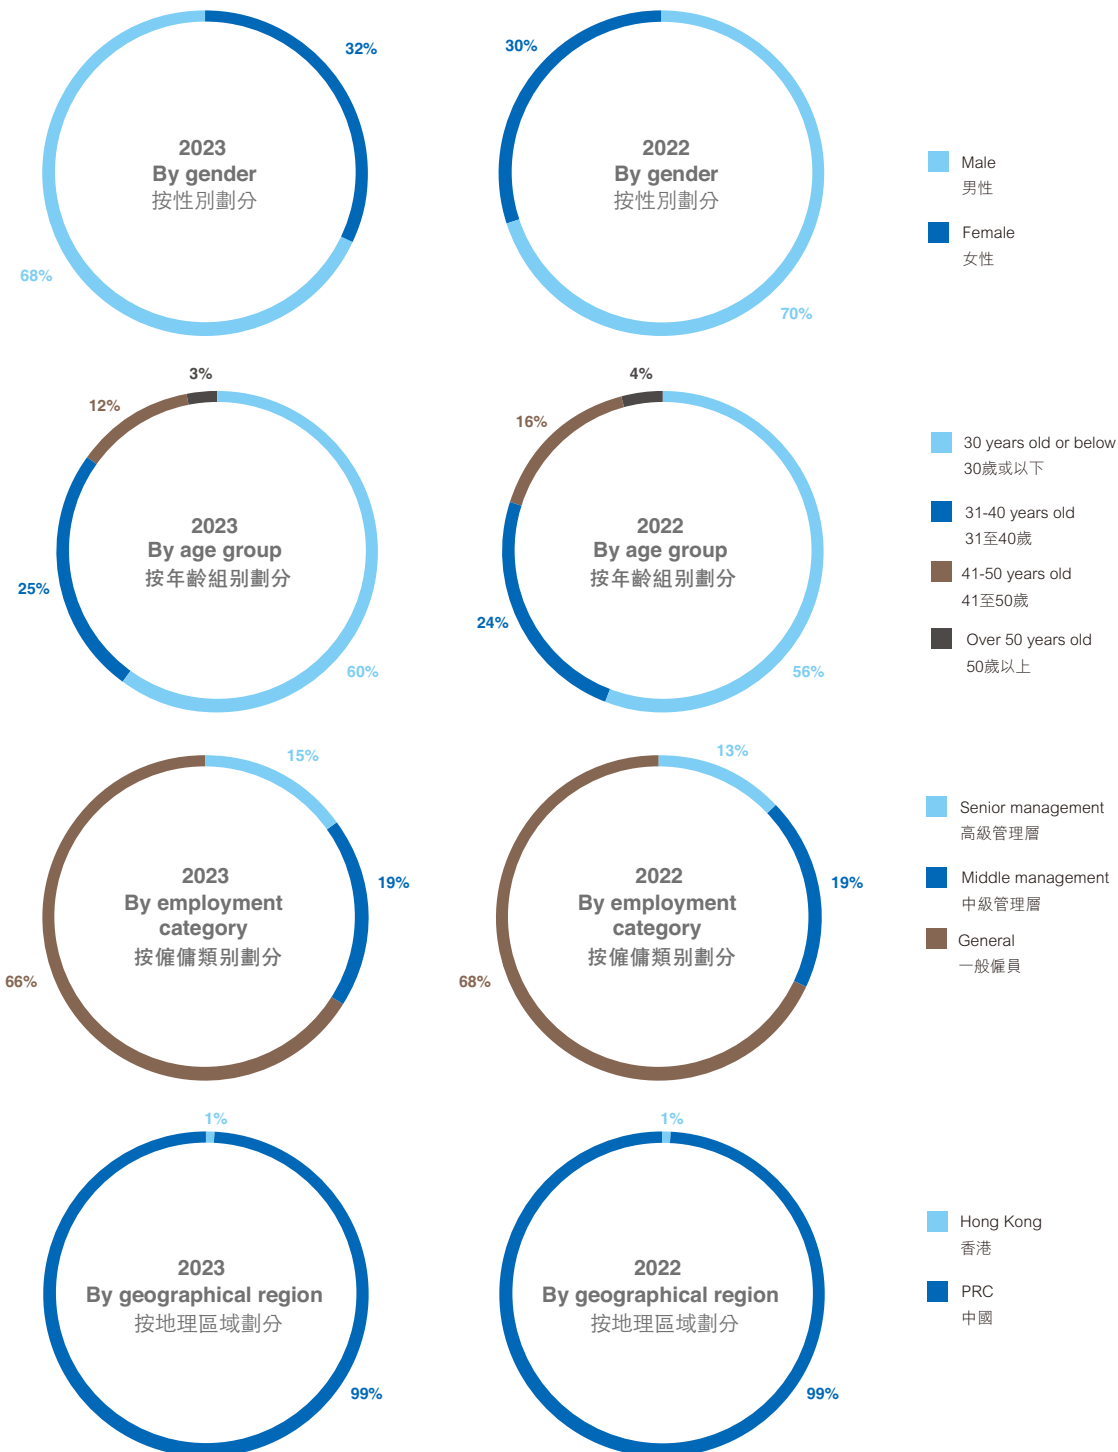 32%
2023
By gender
按性別劃分
68%
30%
2022
By gender
按性別劃分
70%
Male
男性
Female
女性
3%
12%
2023
By age group
按年齡組別劃分
25%
60%
4%
16%
2022
By age group
按年齡組別劃分
24%
56%
30 years old or below
30歲或以下
31-40 years old
31至40歲
41-50 years old
41至50歲
Over 50 years old
50歲以上
15%
2023
By employment
category
按僱傭類別劃分
19%
66%
13%
2022
By employment
category
按僱傭類別劃分
19%
68%
Senior management
高級管理層
Middle management
中級管理層
General
一般僱員
1%
2023
By geographical region
按地理區域劃分
99%
1%
2022
By geographical region
按地理區域劃分
99%
Hong Kong
香港
PRC
中國